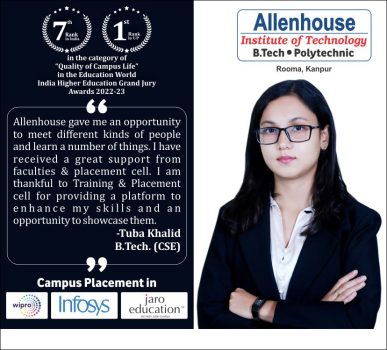 7th
Rank
in India
1st
Rank
in UP
in the category of
"Quality of Campus Life"
in the Education World
India Higher Education Grand Jury
Awards 2022-23
Allenhouse gave me an opportunity
to meet different kinds of people
and learn a number of things. I have
received a great support from
faculties & placement cell. I am
thankful to Training & Placement
cell for providing a platform to
enhance my skills and an
opportunity to showcase them.
-Tuba Khalid
B.Tech. (CSE)
Campus Placement in
wipro
Infosys
jaro
education
Allenhouse
Institute of Technology
B.Tech • Polytechnic
Rooma, Kanpur